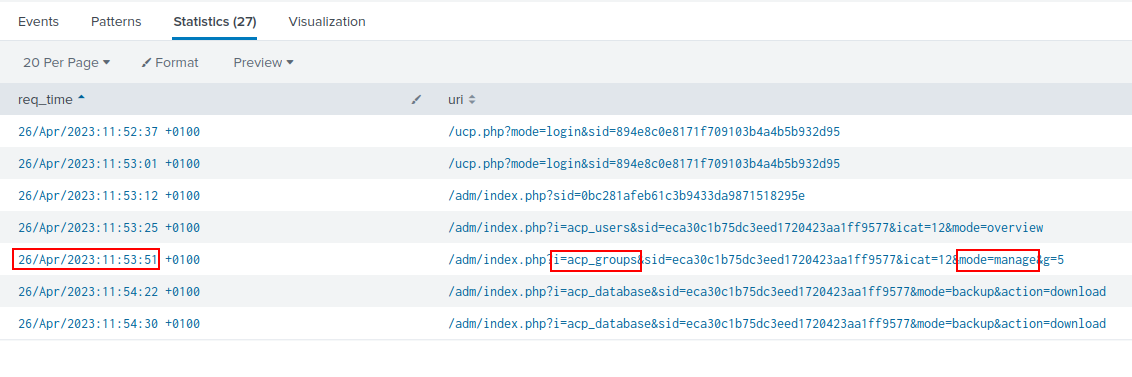 Events Patterns Statistics (27) Visualization
20 Per Page Format Preview
req_time uri
26/Apr/2023:11:52:37 +0100 /ucp.php?mode=login&sid=894e8c0e8171f709103b4a4b5b932d95
26/Apr/2023:11:53:01 +0100 /ucp.php?mode=login&sid=894e8c0e8171f709103b4a4b5b932d95
26/Apr/2023:11:53:12 +0100 /adm/index.php?sid=0bc281afeb61c3b9433da9871518295e
26/Apr/2023:11:53:25 +0100 /adm/index.php?i=acp_users&sid=eca30c1b75dc3eed1720423aa1ff9577&icat=12&mode=overview
26/Apr/2023:11:53:51 +0100 /adm/index.php?i=acp_groups&sid=eca30c1b75dc3eed1720423aa1ff9577&icat=12&mode=manage&g=5
26/Apr/2023:11:54:22 +0100 /adm/index.php?i=acp_database&sid=eca30c1b75dc3eed1720423aa1ff9577&mode=backup&action=download
26/Apr/2023:11:54:30 +0100 /adm/index.php?i=acp_database&sid=eca30c1b75dc3eed1720423aa1ff9577&mode=backup&action=download